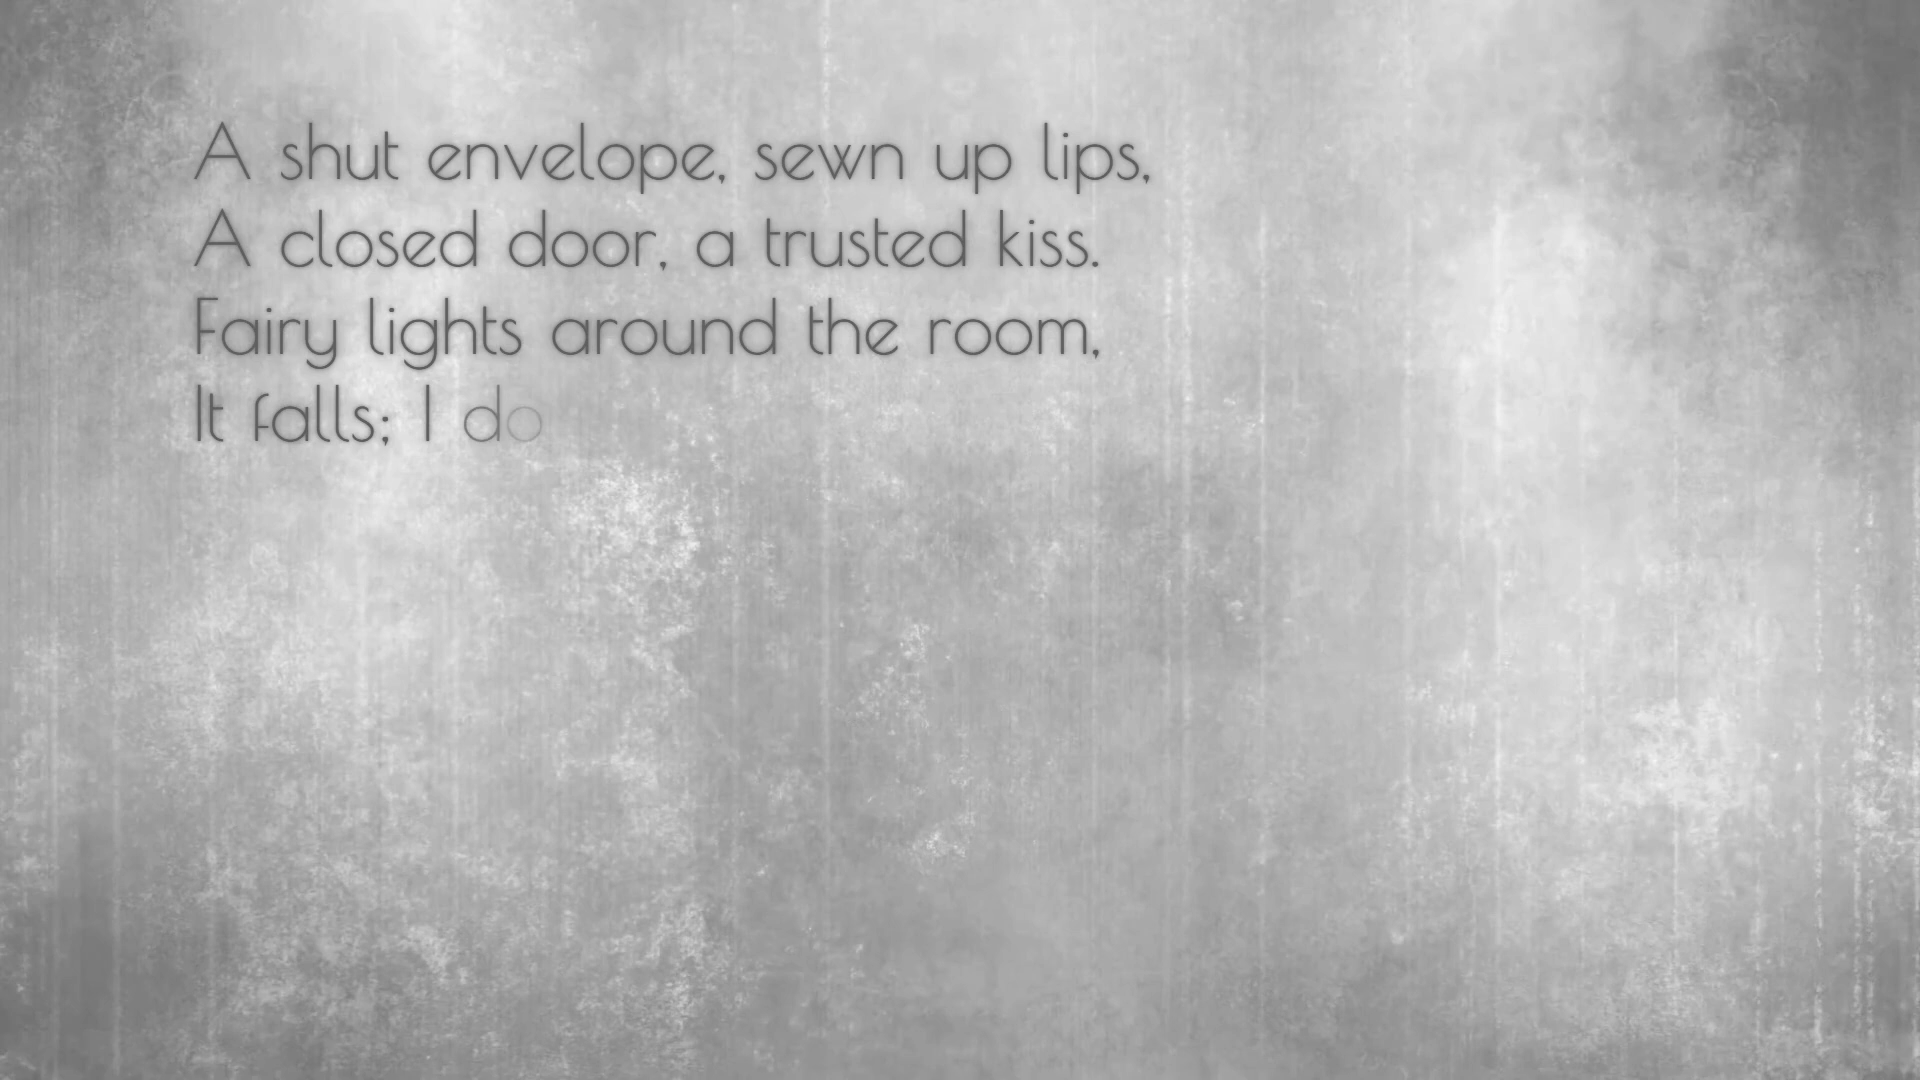 A shut envelope, sewn up lips,
A closed door, a trusted kiss.
Fairy lights around the room,
It falls; I do